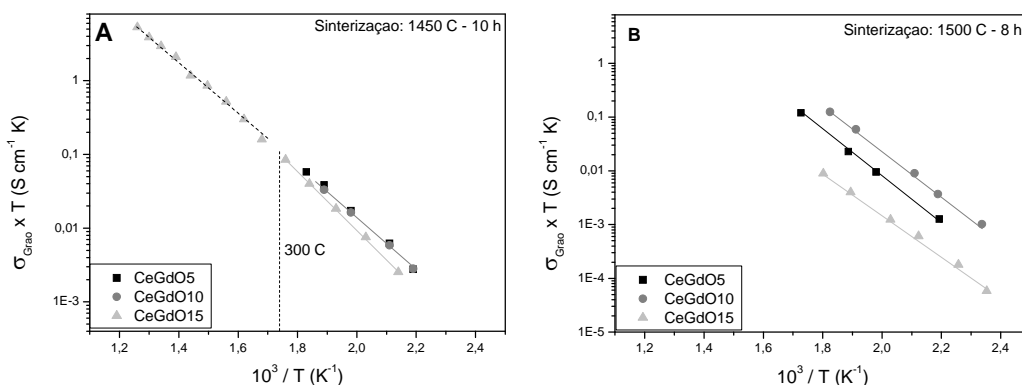 A
Sinterizaçao: 1450 C - 10 h
1
0,1
0,01
1E-3
σGrao x T (S cm-1 K)
300 C
CeGdO5
CeGdO10
CeGdO15
1,2 1,4 1,6 1,8 2,0 2,2 2,4
10³ / T (K-1)
B
Sinterizaçao: 1500 C - 8 h
1
0,1
0,01
1E-3
1E-4
1E-5
σGrao x T (S cm-1 K)
CeGdO5
CeGdO10
CeGdO15
1,2 1,4 1,6 1,8 2,0 2,2 2,4
10³ / T (K-1)